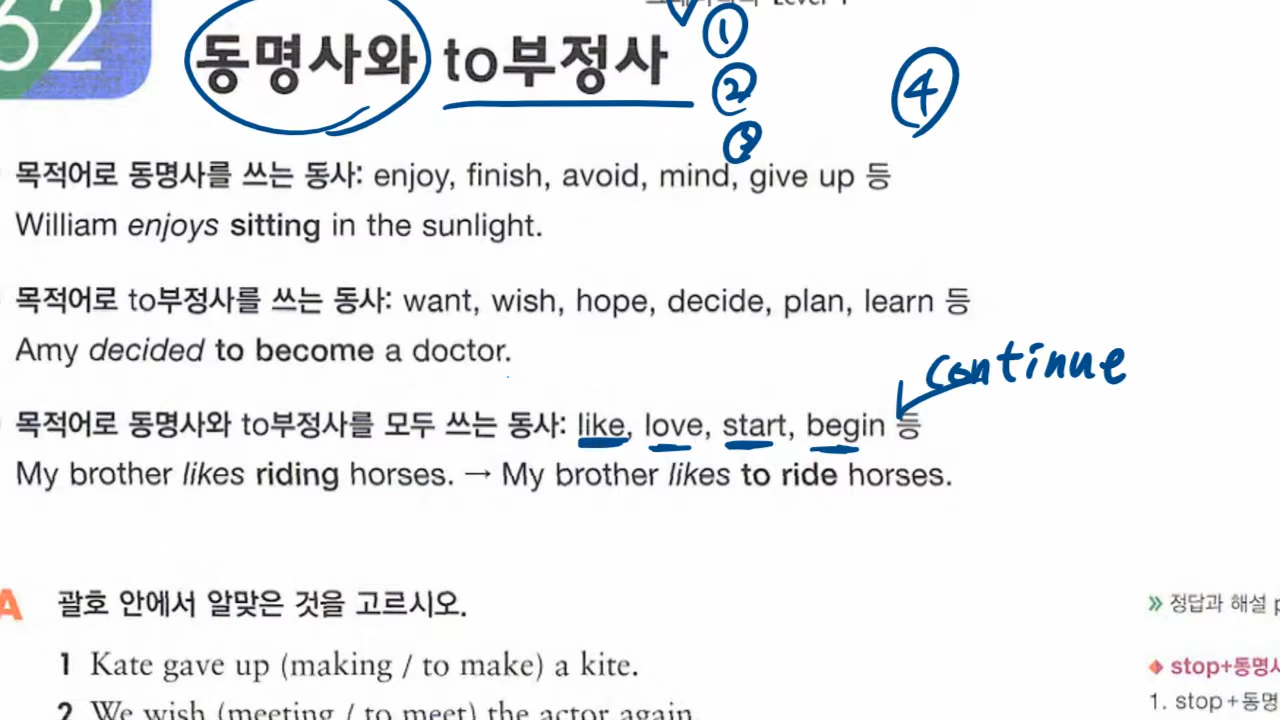 62
동명사와 to부정사
①
②
③
④
목적어로 동명사를 쓰는 동사: enjoy, finish, avoid, mind, give up 등
William enjoys sitting in the sunlight.
목적어로 to부정사를 쓰는 동사: want, wish, hope, decide, plan, learn 등
Amy decided to become a doctor.
continue
목적어로 동명사와 to부정사를 모두 쓰는 동사: like, love, start, begin 등
My brother likes riding horses. → My brother likes to ride horses.
A 괄호 안에서 알맞은 것을 고르시오.
» 정답과 해설 p
1 Kate gave up (making / to make) a kite.
◆ stop+동명사
2 We wish (meeting / to meet) the actor again.
1. stop+동명